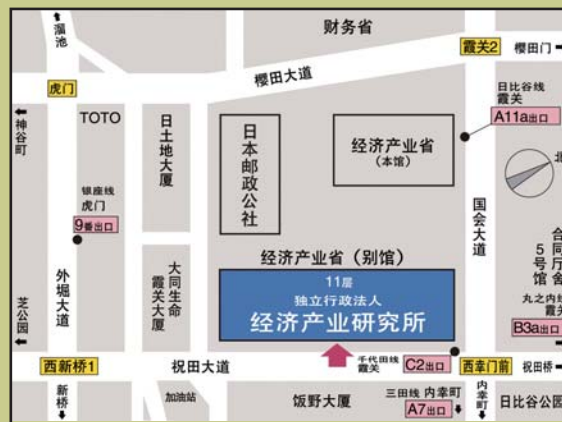 溜池
财务省
霞关2
樱田门
樱田大道
虎门
日比谷线
霞关
A11a出口
神谷町
TOTO
日土地大厦
日本邮政公社
经济产业省
(本馆)
北
银座线
虎门
9番出口
国会大道
合同厅舍
5号馆
外堀大道
大同生命
霞关大厦
经济产业省(别馆)
11层
独立行政法人
经济产业研究所
丸之内线
霞关
B3a出口
芝公园
西新桥1
祝田大道
千代田线
霞关
C2出口
西幸门前
祝田桥
新桥
加油站
饭野大厦
三田线 内幸町
A7出口
内幸町
日比谷公园